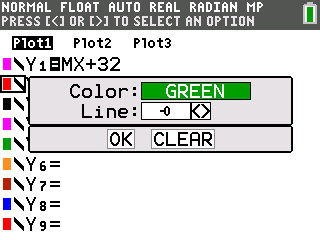 NORMAL FLOAT AUTO REAL RADIAN MP
PRESS [<] OR [>] TO SELECT AN OPTION
Plot1 Plot2 Plot3
Y1=MX+32
Color: GREEN
Line: -0 <>
OK CLEAR
Y6=
Y7=
Y8=
Y9=